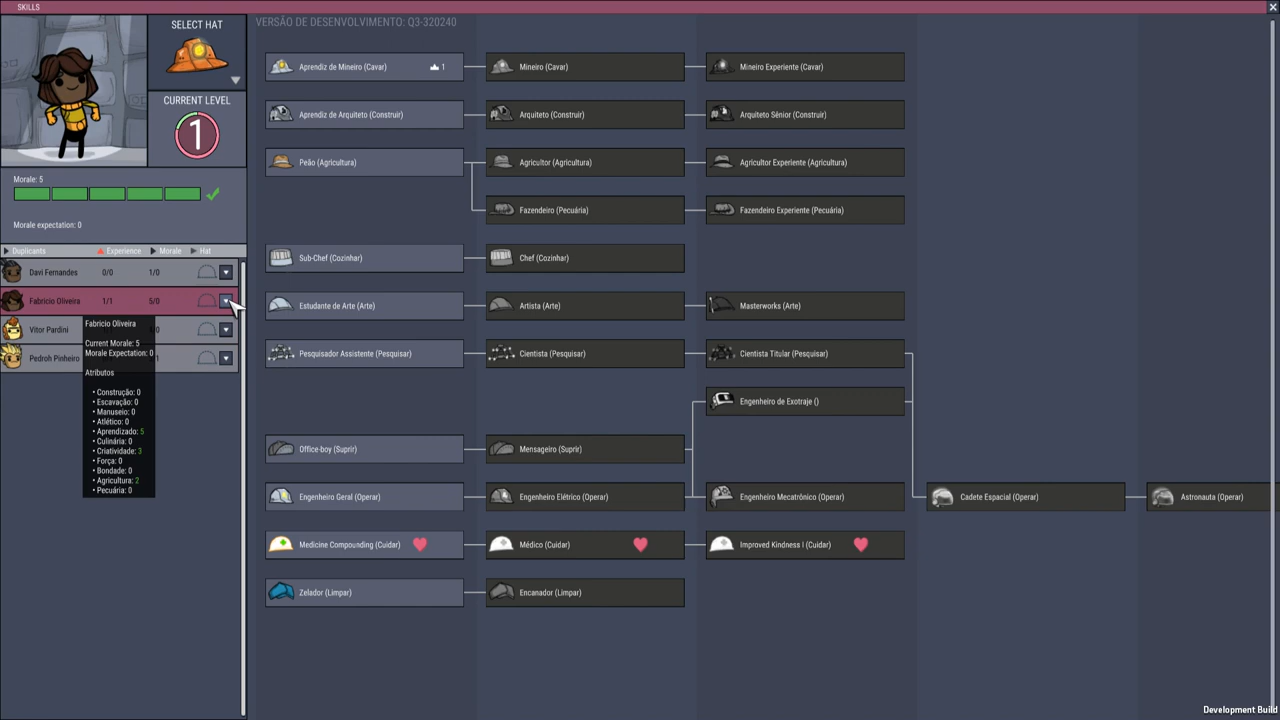 SKILLS
VERSÃO DE DESENVOLVIMENTO: Q3-320240
SELECT HAT
CURRENT LEVEL
1
Morale: 5
Morale expectation: 0
Duplicants Experience Morale Hat
Davi Fernandes 0/0 1/0
Fabricio Oliveira 1/1 5/0
Vitor Pardini
Pedroh Pinheiro
Fabricio Oliveira
Current Morale: 5
Morale Expectation: 0
Atributos
• Construção: 0
• Escavação: 0
• Manuseio: 0
• Atlético: 0
• Aprendizado: 5
• Culinária: 0
• Criatividade: 3
• Força: 0
• Bondade: 0
• Agricultura: 2
• Pecuária: 0
Aprendiz de Mineiro (Cavar) 1 Mineiro (Cavar) Mineiro Experiente (Cavar)
Aprendiz de Arquiteto (Construir) Arquiteto (Construir) Arquiteto Sênior (Construir)
Peão (Agricultura) Agricultor (Agricultura) Agricultor Experiente (Agricultura)
Fazendeiro (Pecuária) Fazendeiro Experiente (Pecuária)
Sub-Chef (Cozinhar) Chef (Cozinhar)
Estudante de Arte (Arte) Artista (Arte) Masterworks (Arte)
Pesquisador Assistente (Pesquisar) Cientista (Pesquisar) Cientista Titular (Pesquisar)
Engenheiro de Exotraje ()
Office-boy (Suprir) Mensageiro (Suprir)
Engenheiro Geral (Operar) Engenheiro Elétrico (Operar) Engenheiro Mecatrônico (Operar) Cadete Espacial (Operar) Astronauta (Operar)
Medicine Compounding (Cuidar) Médico (Cuidar) Improved Kindness I (Cuidar)
Zelador (Limpar) Encanador (Limpar)
Development Build